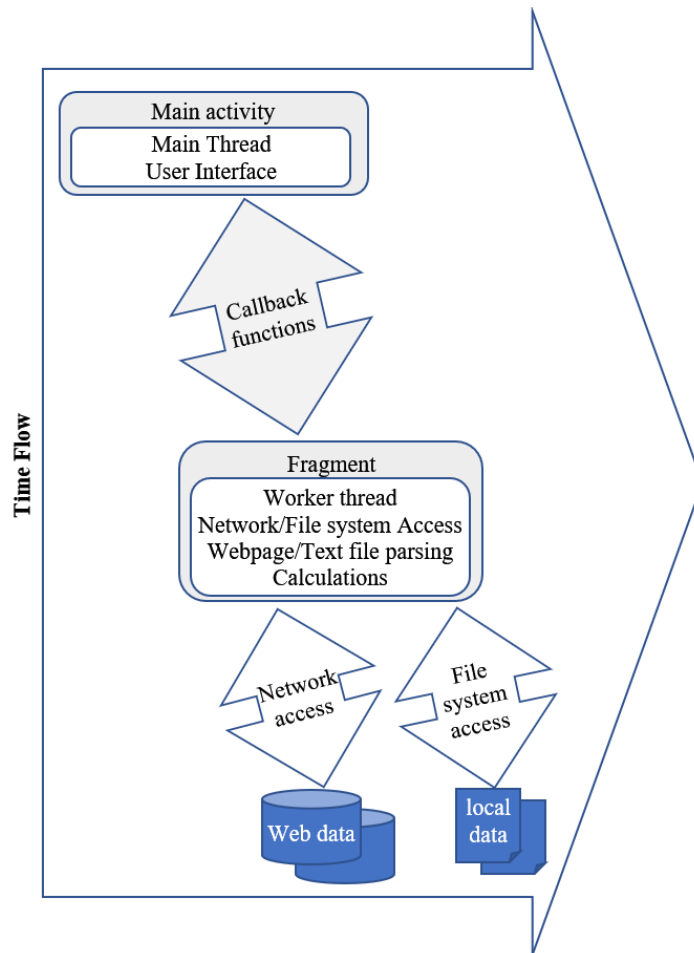 Main activity
Main Thread
User Interface
Callback
functions
Time Flow
Fragment
Worker thread
Network/File system Access
Webpage/Text file parsing
Calculations
Network
access
File
system
access
Web data
local
data